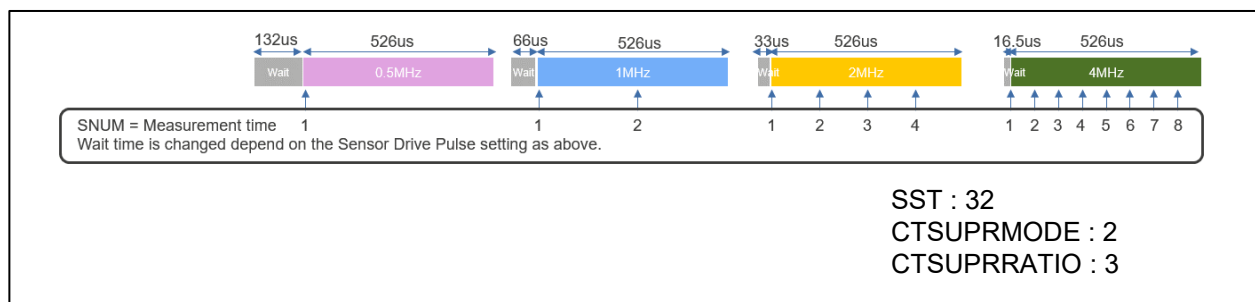 132us 526us 66us 526us 33us 526us 16.5us 526us
Wait 0.5MHz Wait 1MHz Wait 2MHz Wait 4MHz
SNUM = Measurement time 1 1 2 1 2 3 4 1 2 3 4 5 6 7 8
Wait time is changed depend on the Sensor Drive Pulse setting as above.
SST : 32
CTSUPRMODE : 2
CTSUPRRATIO : 3